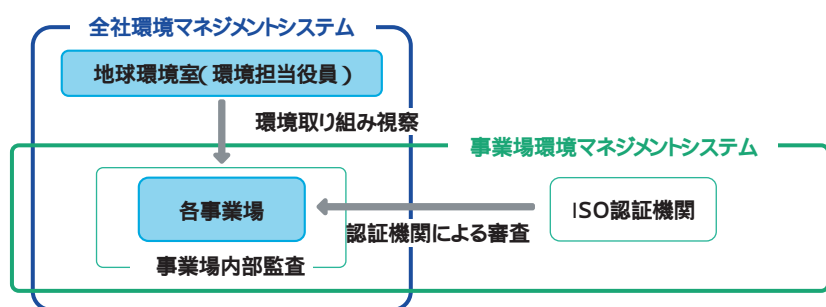 全社環境マネジメントシステム
地球環境室(環境担当役員)
環境取り組み視察
事業場環境マネジメントシステム
各事業場
ISO認証機関
認証機関による審査
事業場内部監査